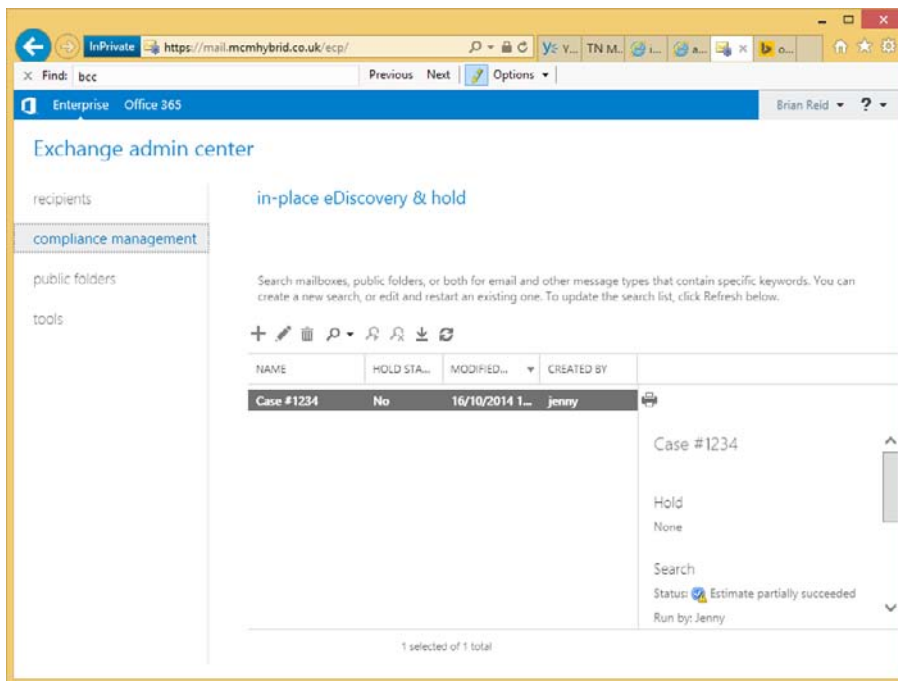 InPrivate https://mail.mcmhybrid.co.uk/ecp/ Y... TN M... i... a... o...
Find: bcc Previous Next Options
Enterprise Office 365 Brian Reid ?
Exchange admin center
recipients
compliance management
public folders
tools
in-place eDiscovery & hold
Search mailboxes, public folders, or both for email and other message types that contain specific keywords. You can
create a new search, or edit and restart an existing one. To update the search list, click Refresh below.
NAME HOLD STA... MODIFIED... CREATED BY
Case #1234 No 16/10/2014 1... jenny
Case #1234
Hold
None
Search
Status: Estimate partially succeeded
Run by: Jenny
1 selected of 1 total